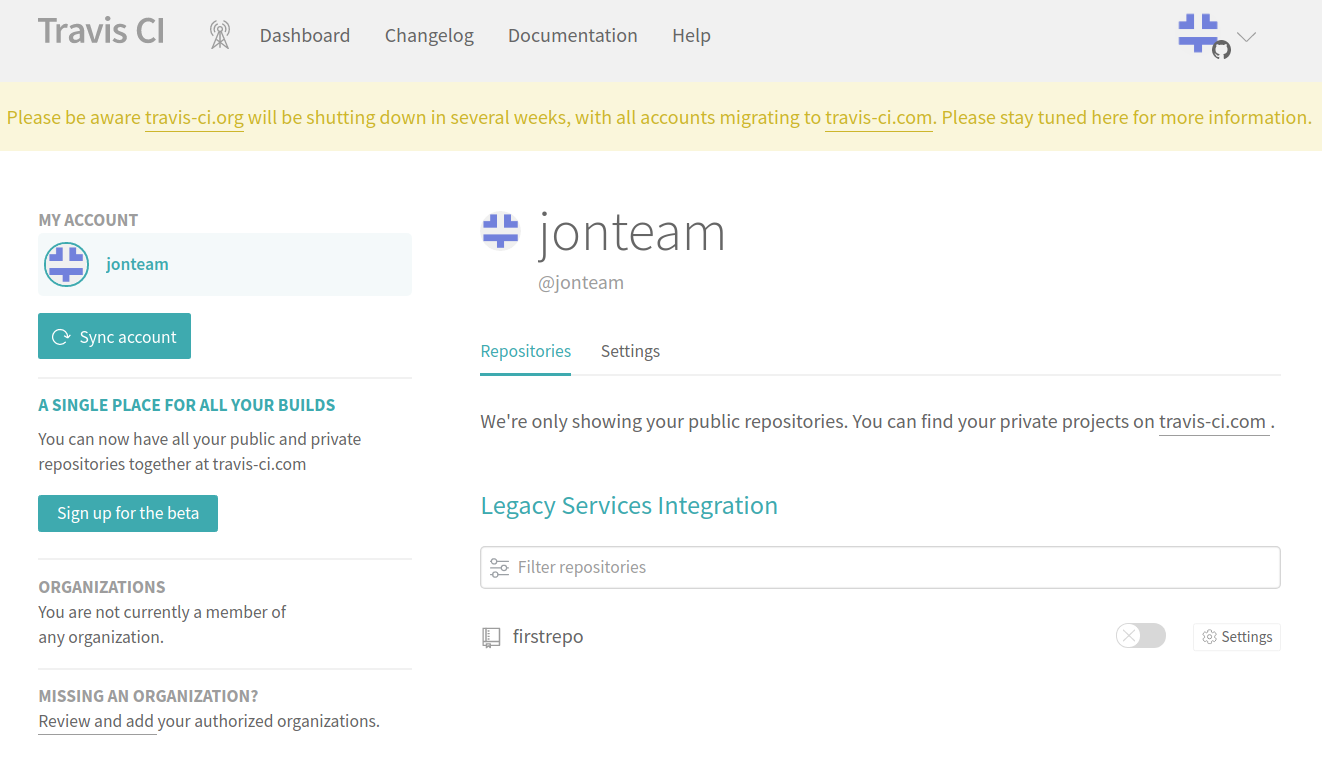 Travis CI
Dashboard
Changelog
Documentation
Help
Please be aware travis-ci.org will be shutting down in several weeks, with all accounts migrating to travis-ci.com. Please stay tuned here for more information.
MY ACCOUNT
jonteam
Sync account
A SINGLE PLACE FOR ALL YOUR BUILDS
You can now have all your public and private
repositories together at travis-ci.com
Sign up for the beta
ORGANIZATIONS
You are not currently a member of
any organization.
MISSING AN ORGANIZATION?
Review and add your authorized organizations.
jonteam
@jonteam
Repositories
Settings
We're only showing your public repositories. You can find your private projects on travis-ci.com .
Legacy Services Integration
Filter repositories
firstrepo
Settings